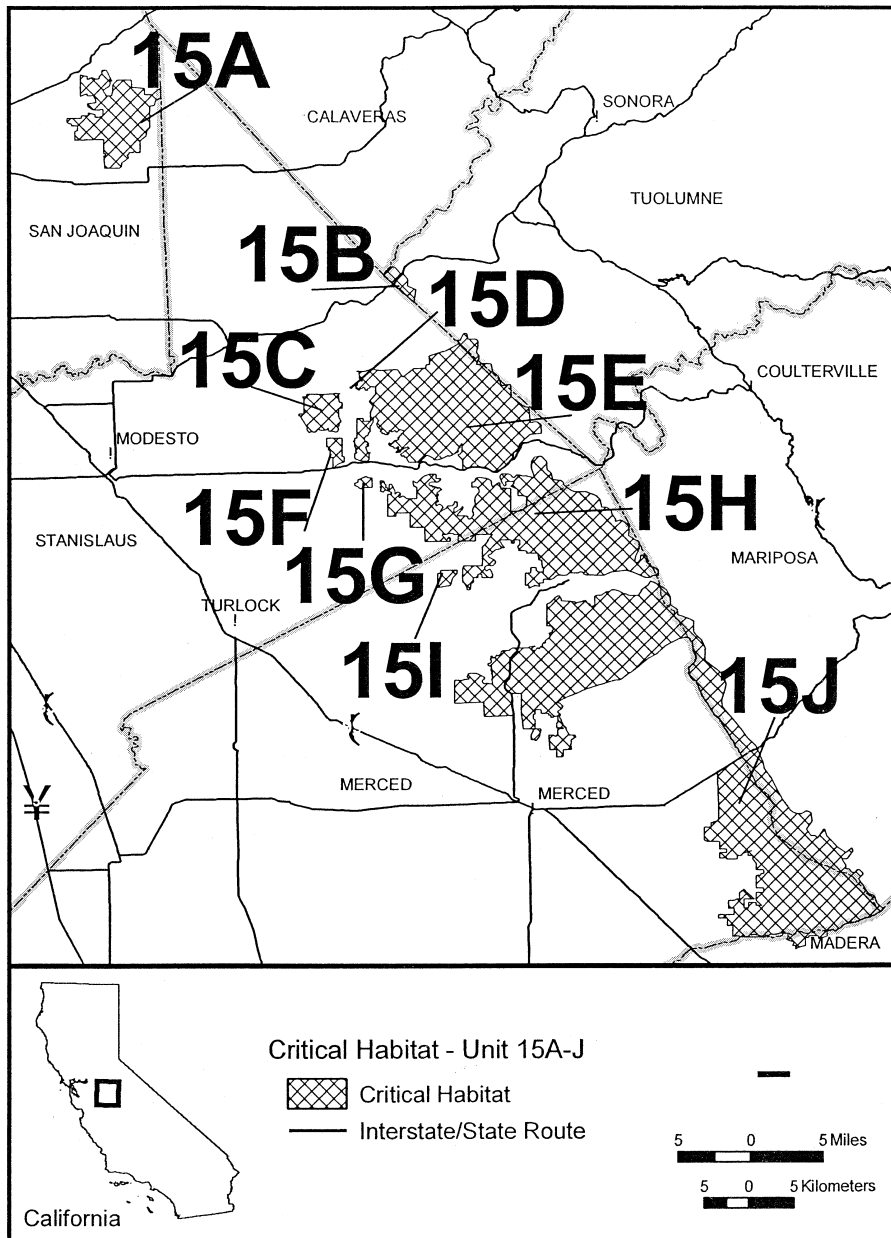 15A
CALAVERAS
SONORA
TUOLUMNE
SAN JOAQUIN
15B
15D
15C
15E
COULTERVILLE
MODESTO
15F
15H
STANISLAUS
15G
MARIPOSA
TURLOCK
15I
15J
MERCED
MERCED
MADERA
Critical Habitat - Unit 15A-J
Critical Habitat
Interstate/State Route
5 0 5 Miles
5 0 5 Kilometers
California